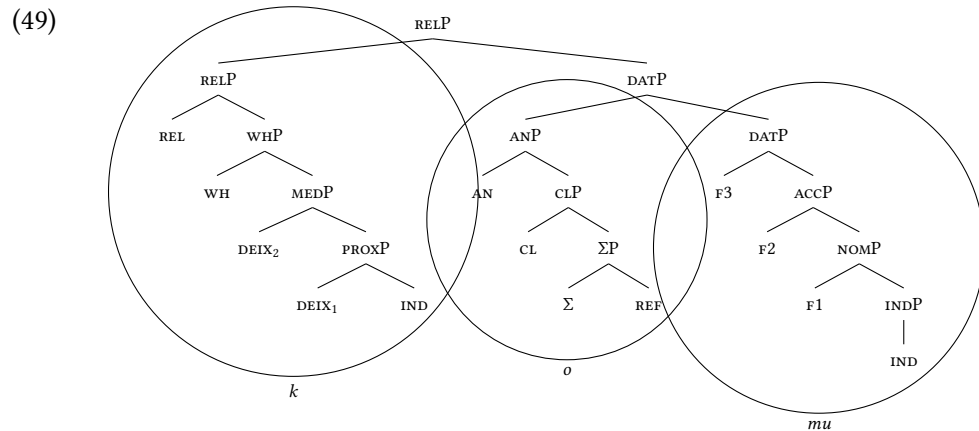 (49)
RELP
RELP DATP
REL WHP ANP DATP
WH MEDP AN CLP F3 ACCP
DEIX₂ PROXP CL ΣP F2 NOMP
DEIX₁ IND Σ REF F1 INDP
IND
k o mu